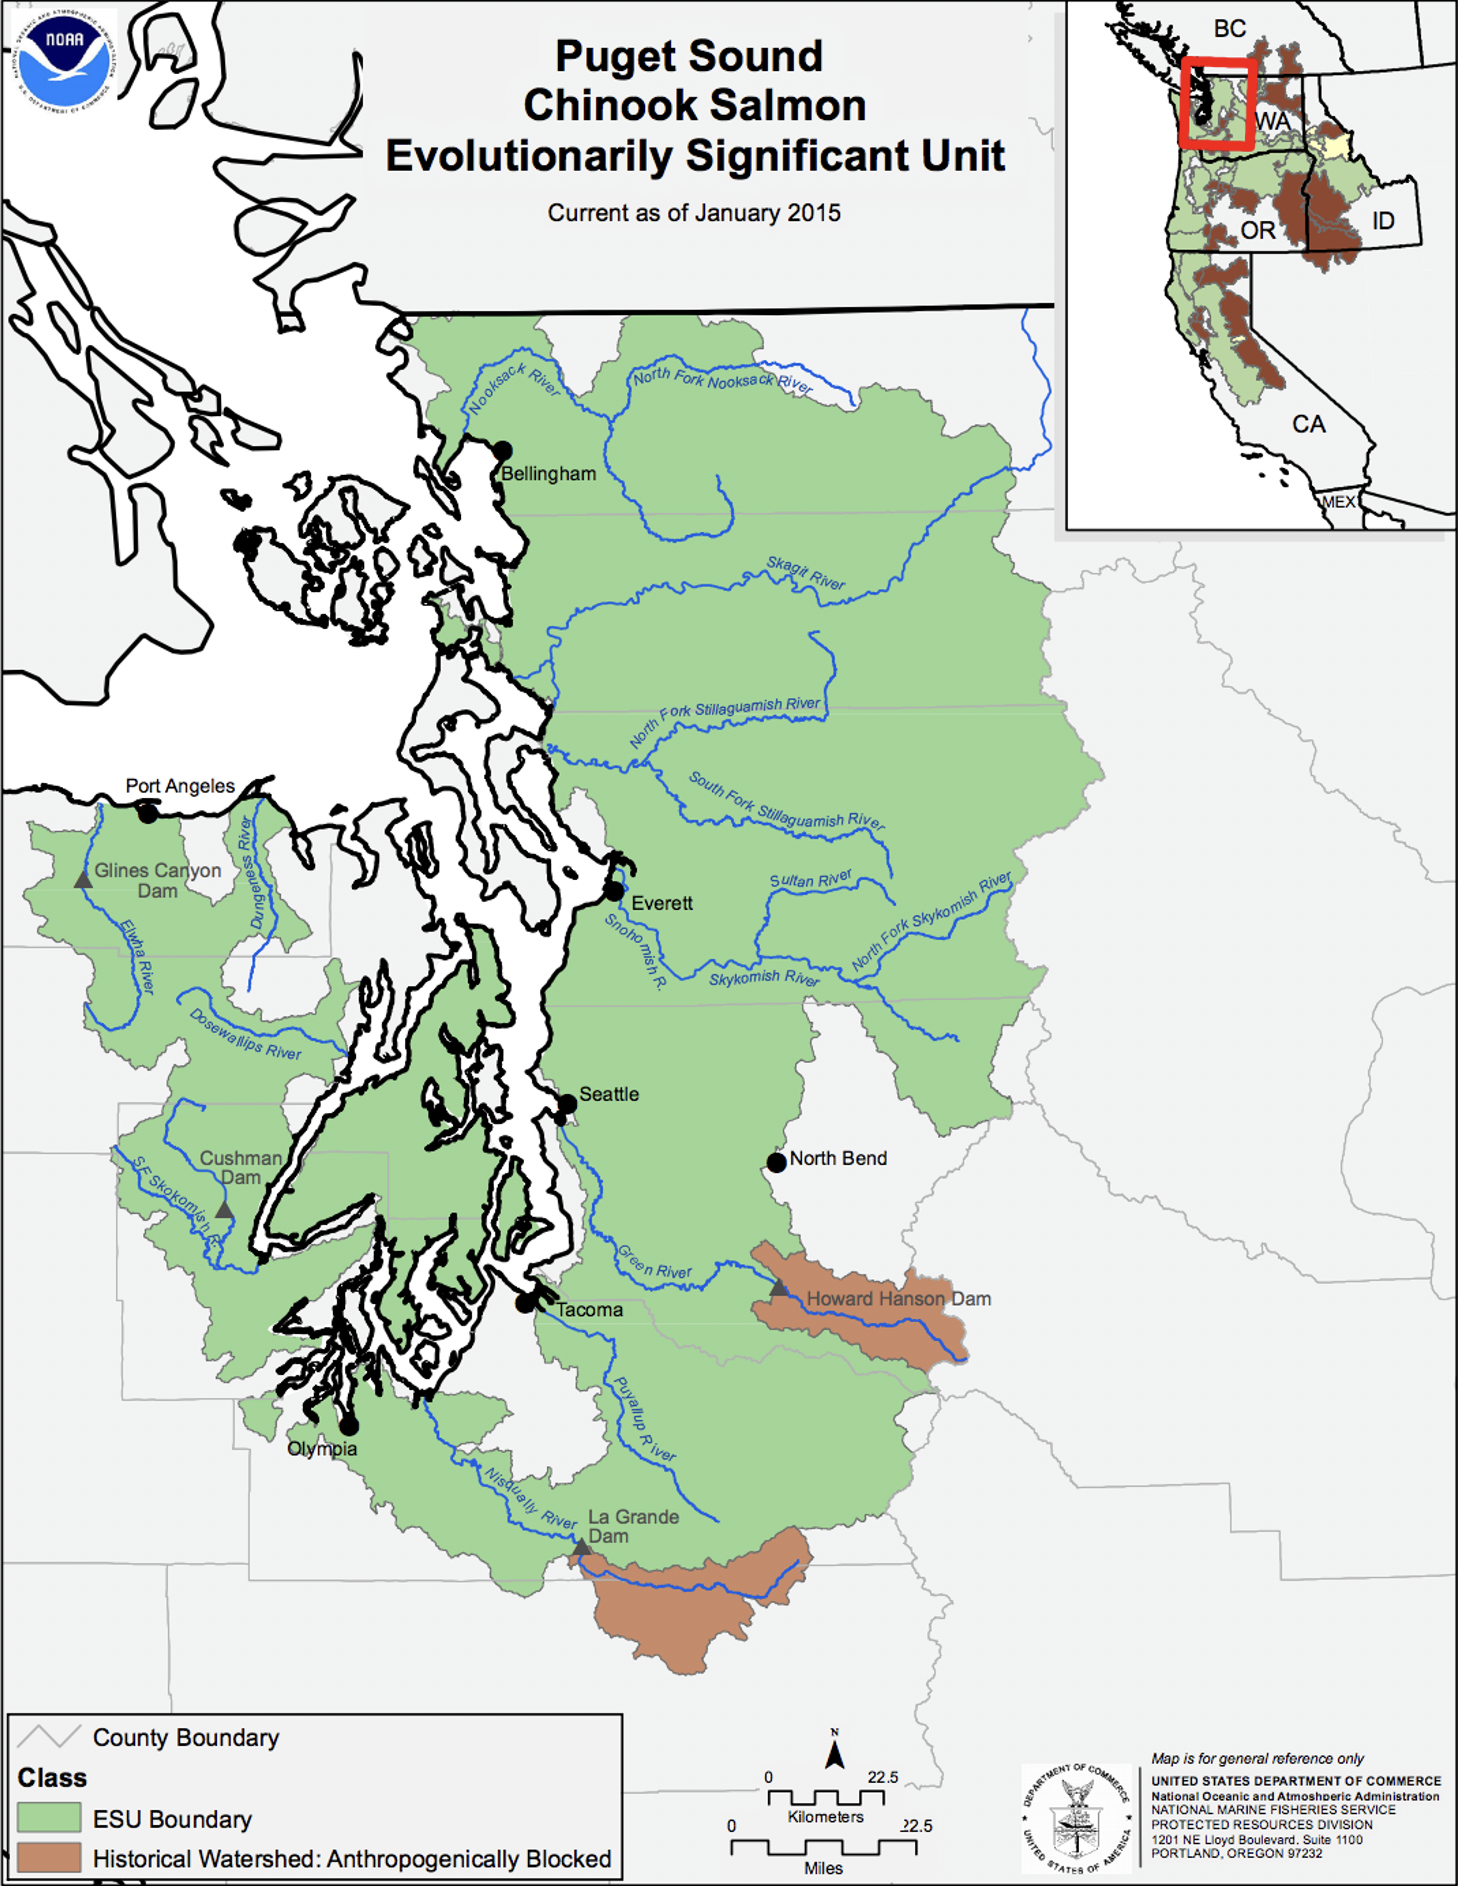 NOAA
NATIONAL OCEANIC AND ATMOSPHERIC ADMINISTRATION
U.S. DEPARTMENT OF COMMERCE
Puget Sound
Chinook Salmon
Evolutionarily Significant Unit
Current as of January 2015
BC
WA
OR
ID
CA
MEX
Nooksack River
North Fork Nooksack River
Bellingham
Skagit River
North Fork Stillaguamish River
South Fork Stillaguamish River
Port Angeles
Glines Canyon
Dam
Dungeness River
Elwha River
Sultan River
North Fork Skykomish River
Everett
Snohomish R.
Skykomish River
Dosewallips River
Seattle
Cushman
Dam
SF Skokomish R.
North Bend
Green River
Howard Hanson Dam
Tacoma
Puyallup River
Olympia
Nisqually River
La Grande
Dam
County Boundary
Class
ESU Boundary
Historical Watershed: Anthropogenically Blocked
N
0 22.5
Kilometers
0 22.5
Miles
DEPARTMENT OF COMMERCE
UNITED STATES OF AMERICA
Map is for general reference only
UNITED STATES DEPARTMENT OF COMMERCE
National Oceanic and Atmospheric Administration
NATIONAL MARINE FISHERIES SERVICE
PROTECTED RESOURCES DIVISION
1201 NE Lloyd Boulevard. Suite 1100
PORTLAND, OREGON 97232